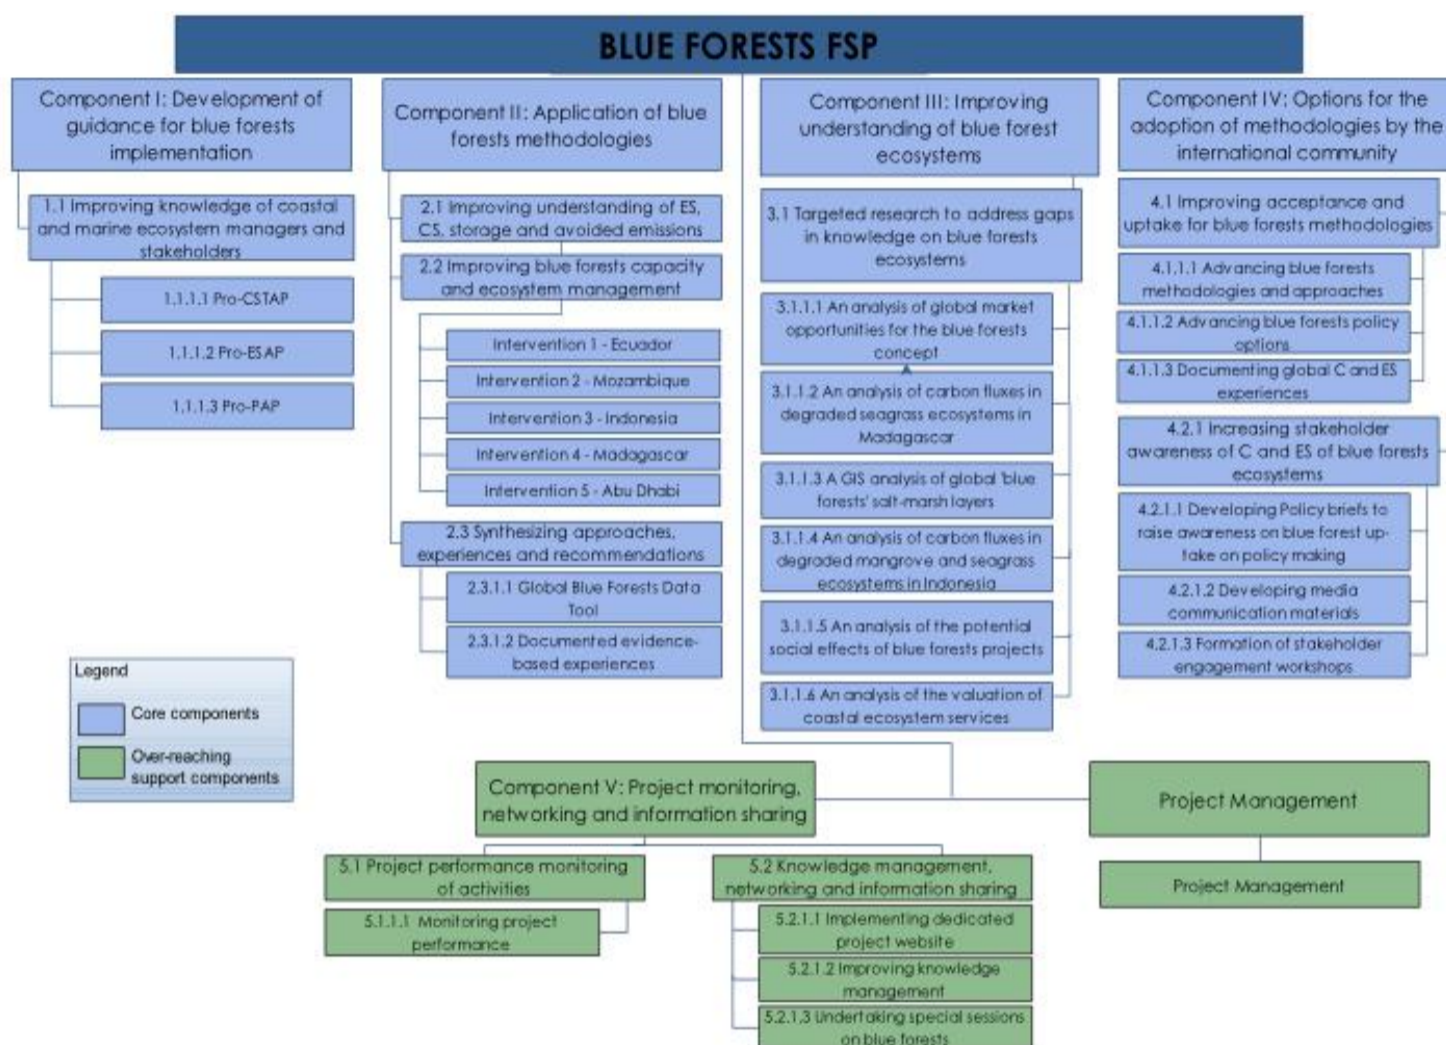 BLUE FORESTS FSP
Component I: Development of
guidance for blue forests
implementation
1.1 Improving knowledge of coastal
and marine ecosystem managers and
stakeholders
1.1.1.1 Pro-CSTAP
1.1.1.2 Pro-ESAP
1.1.1.3 Pro-PAP
Component II: Application of blue
forests methodologies
2.1 Improving understanding of ES,
CS, storage and avoided emissions
2.2 Improving blue forests capacity
and ecosystem management
Intervention 1 - Ecuador
Intervention 2 - Mozambique
Intervention 3 - Indonesia
Intervention 4 - Madagascar
Intervention 5 - Abu Dhabi
2.3 Synthesizing approaches,
experiences and recommendations
2.3.1.1 Global Blue Forests Data
Tool
2.3.1.2 Documented evidence-
based experiences
Component III: Improving
understanding of blue forest
ecosystems
3.1 Targeted research to address gaps
in knowledge on blue forests
ecosystems
3.1.1.1 An analysis of global market
opportunities for the blue forests
concept
3.1.1.2 An analysis of carbon fluxes in
degraded seagrass ecosystems in
Madagascar
3.1.1.3 A GIS analysis of global 'blue
forests' salt-marsh layers
3.1.1.4 An analysis of carbon fluxes in
degraded mangrove and seagrass
ecosystems in Indonesia
3.1.1.5 An analysis of the potential
social effects of blue forests projects
3.1.1.6 An analysis of the valuation of
coastal ecosystem services
Component IV: Options for the
adoption of methodologies by the
international community
4.1 Improving acceptance and
uptake for blue forests methodologies
4.1.1.1 Advancing blue forests
methodologies and approaches
4.1.1.2 Advancing blue forests policy
options
4.1.1.3 Documenting global C and ES
experiences
4.2.1 Increasing stakeholder
awareness of C and ES of blue forests
ecosystems
4.2.1.1 Developing Policy briefs to
raise awareness on blue forest up-
take on policy making
4.2.1.2 Developing media
communication materials
4.2.1.3 Formation of stakeholder
engagement workshops
Legend
Core components
Over-reaching
support components
Component V: Project monitoring,
networking and information sharing
5.1 Project performance monitoring
of activities
5.1.1.1 Monitoring project
performance
5.2 Knowledge management,
networking and information sharing
5.2.1.1 Implementing dedicated
project website
5.2.1.2 Improving knowledge
management
5.2.1.3 Undertaking special sessions
on blue forests
Project Management
Project Management